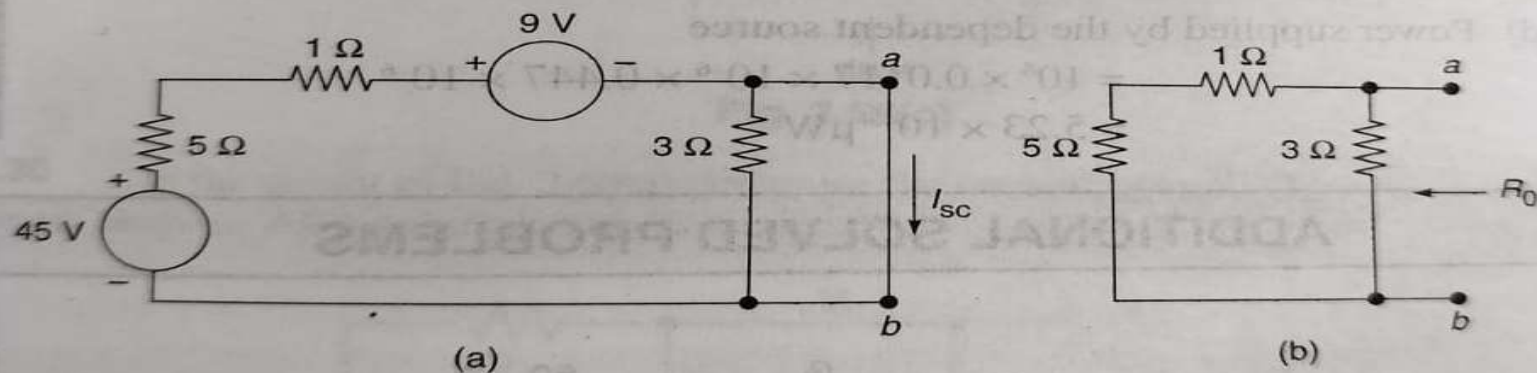 9 V
1 Ω
+
−
a
5 Ω
3 Ω
+
45 V
−
I_sc
b
(a)
1 Ω
a
5 Ω
3 Ω
R_0
b
(b)
Power supplied by the dependent source
ADDITIONAL SOLVED PROBLEMS